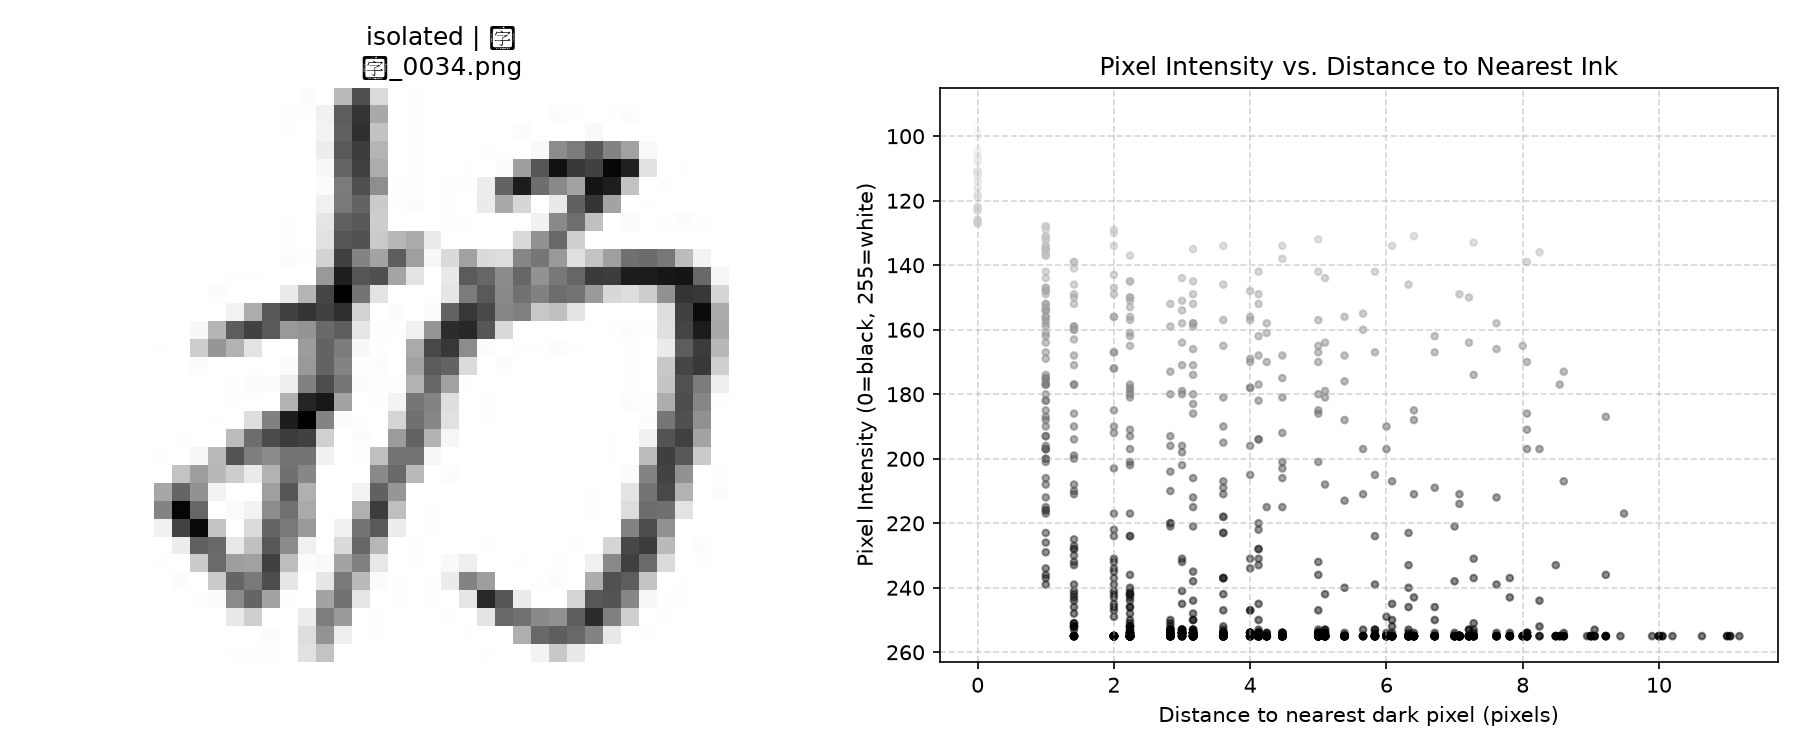 isolated |
_0034.png
Pixel Intensity vs. Distance to Nearest Ink
Pixel Intensity (0=black, 255=white)
100
120
140
160
180
200
220
240
260
0 2 4 6 8 10
Distance to nearest dark pixel (pixels)